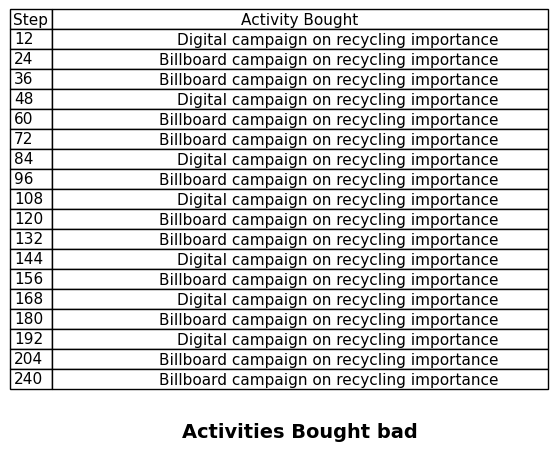 Step Activity Bought
12 Digital campaign on recycling importance
24 Billboard campaign on recycling importance
36 Billboard campaign on recycling importance
48 Digital campaign on recycling importance
60 Billboard campaign on recycling importance
72 Billboard campaign on recycling importance
84 Digital campaign on recycling importance
96 Billboard campaign on recycling importance
108 Digital campaign on recycling importance
120 Billboard campaign on recycling importance
132 Billboard campaign on recycling importance
144 Digital campaign on recycling importance
156 Billboard campaign on recycling importance
168 Digital campaign on recycling importance
180 Billboard campaign on recycling importance
192 Digital campaign on recycling importance
204 Billboard campaign on recycling importance
240 Billboard campaign on recycling importance
Activities Bought bad